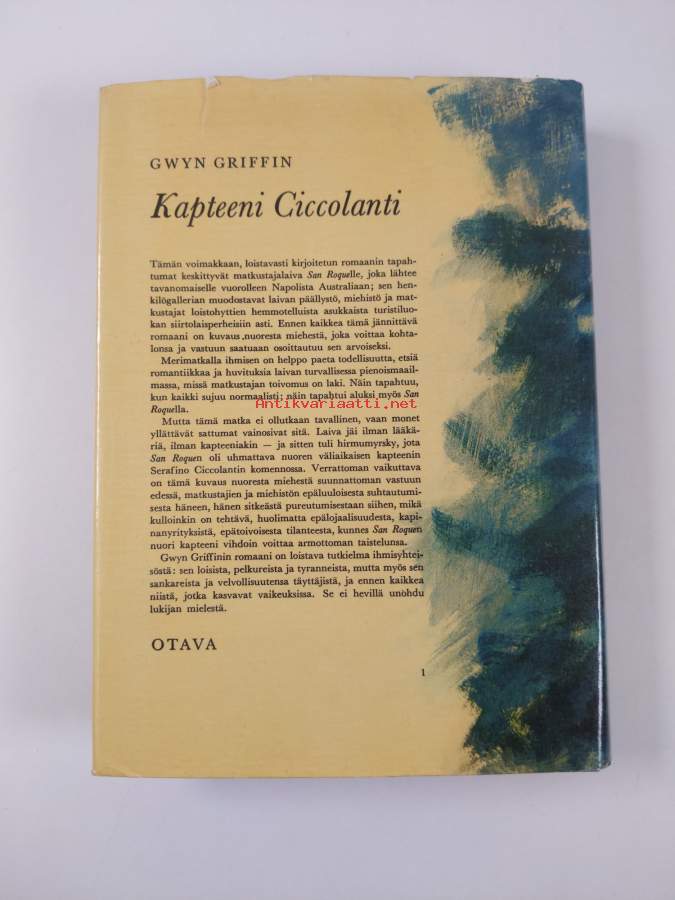 GWYN GRIFFIN
Kapteeni Ciccolanti
Tämän voimakkaan, loistavasti kirjoitetun romaanin tapah-
tumat keskittyvät matkustajalaiva San Roquelle, joka lähtee
tavanomaiselle vuorolleen Napolista Australiaan; sen hen-
kilögallerian muodostavat laivan päällystö, miehistö ja mat-
kustajat loistohyttien hemmotelluista asukkaista turistiluo-
kan siirtolaisperheisiin asti. Ennen kaikkea tämä jännittävä
romaani on kuvaus nuoresta miehestä, joka voittaa kohta-
lonsa ja vastuun saatuaan osoittautuu sen arvoiseksi.
Merimatkalla ihmisen on helppo paeta todellisuutta, etsiä
romantiikkaa ja huvituksia laivan turvallisessa pienoismaail-
massa, missä matkustajan toivomus on laki. Näin tapahtuu,
kun kaikki sujuu normaalisti; näin tapahtui aluksi myös San
Roquella.
Antikvariaatti.net
Mutta tämä matka ei ollutkaan tavallinen, vaan monet
yllättävät sattumat vainosivat sitä. Laiva jäi ilman lääkä-
riä, ilman kapteeniakin — ja sitten tuli hirmumyrsky, jota
San Roquen oli uhmattava nuoren väliaikaisen kapteenin
Serafino Ciccolantin komennossa. Verrattoman vaikuttava
on tämä kuvaus nuoresta miehestä suunnattoman vastuun
edessä, matkustajien ja miehistön epäluuloisesta suhtautumi-
sesta häneen, hänen sitkeästä pureutumisestaan siihen, mikä
kulloinkin on tehtävä, huolimatta epälojaalisuudesta, kapi-
nanyrityksistä, epätoivoisesta tilanteesta, kunnes San Roquen
nuori kapteeni vihdoin voittaa armottoman taistelunsa.
Gwyn Griffinin romaani on loistava tutkielma ihmisyhtei-
söstä: sen loisista, pelkureista ja tyranneista, mutta myös sen
sankareista ja velvollisuutensa täyttäjistä, ja ennen kaikkea
niistä, jotka kasvavat vaikeuksissa. Se ei hevillä unohdu
lukijan mielestä.
OTAVA
1